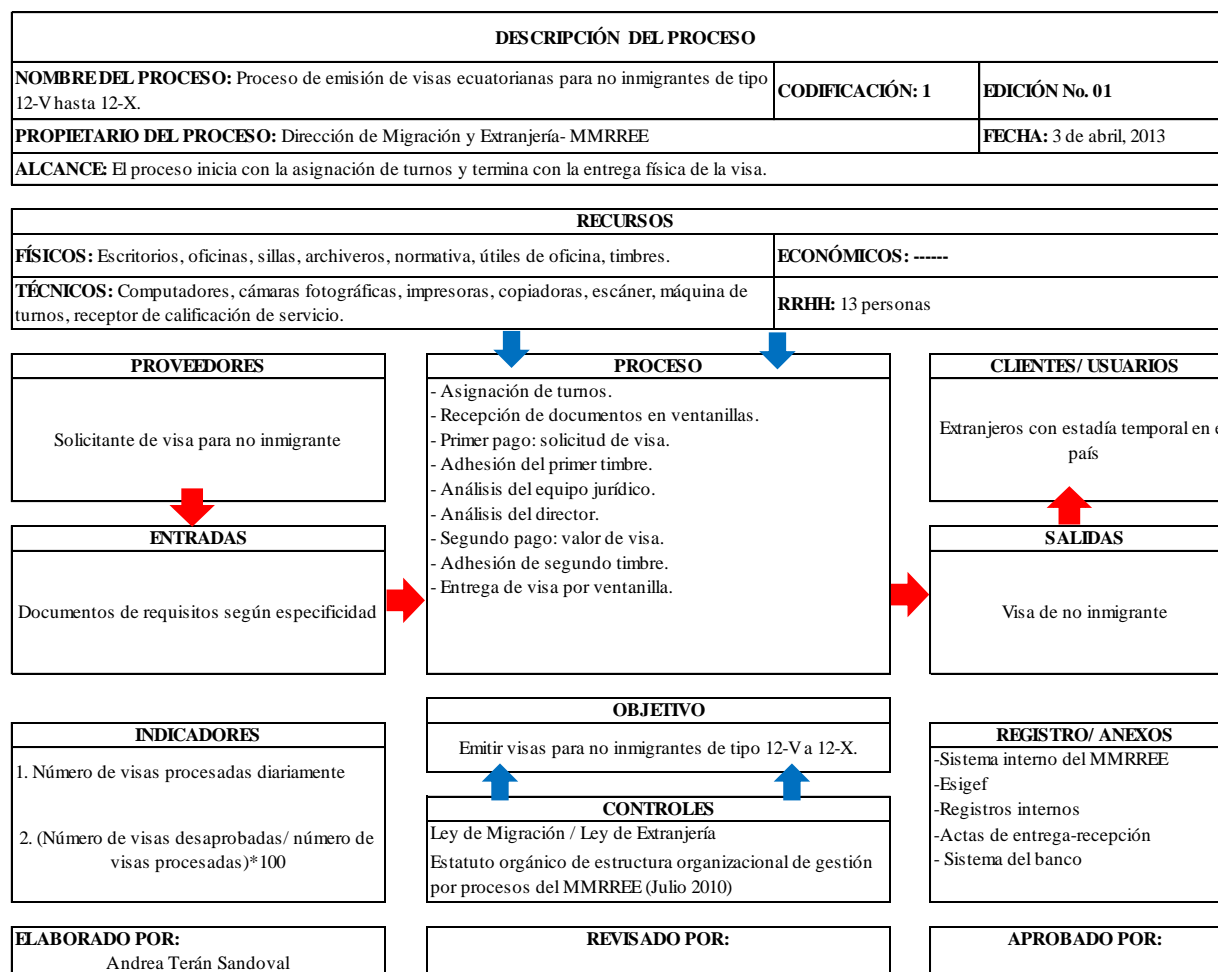 DESCRIPCIÓN DEL PROCESO
NOMBRE DEL PROCESO: Proceso de emisión de visas ecuatorianas para no inmigrantes de tipo
12-V hasta 12-X.
CODIFICACIÓN: 1
EDICIÓN No. 01
PROPIETARIO DEL PROCESO: Dirección de Migración y Extranjería- MMRREE
FECHA: 3 de abril, 2013
ALCANCE: El proceso inicia con la asignación de turnos y termina con la entrega física de la visa.
RECURSOS
FÍSICOS: Escritorios, oficinas, sillas, archiveros, normativa, útiles de oficina, timbres.
ECONÓMICOS: ------
TÉCNICOS: Computadores, cámaras fotográficas, impresoras, copiadoras, escáner, máquina de
turnos, receptor de calificación de servicio.
RRHH: 13 personas
PROVEEDORES
Solicitante de visa para no inmigrante
ENTRADAS
Documentos de requisitos según especificidad
PROCESO
- Asignación de turnos.
- Recepción de documentos en ventanillas.
- Primer pago: solicitud de visa.
- Adhesión del primer timbre.
- Análisis del equipo jurídico.
- Análisis del director.
- Segundo pago: valor de visa.
- Adhesión de segundo timbre.
- Entrega de visa por ventanilla.
CLIENTES/ USUARIOS
Extranjeros con estadía temporal en e
país
SALIDAS
Visa de no inmigrante
INDICADORES
1. Número de visas procesadas diariamente
2. (Número de visas desaprobadas/ número de
visas procesadas)*100
OBJETIVO
Emitir visas para no inmigrantes de tipo 12-V a 12-X.
CONTROLES
Ley de Migración / Ley de Extranjería
Estatuto orgánico de estructura organizacional de gestión
por procesos del MMRREE (Julio 2010)
REGISTRO/ ANEXOS
-Sistema interno del MMRREE
-Esigef
-Registros internos
-Actas de entrega-recepción
- Sistema del banco
ELABORADO POR:
Andrea Terán Sandoval
REVISADO POR:
APROBADO POR: